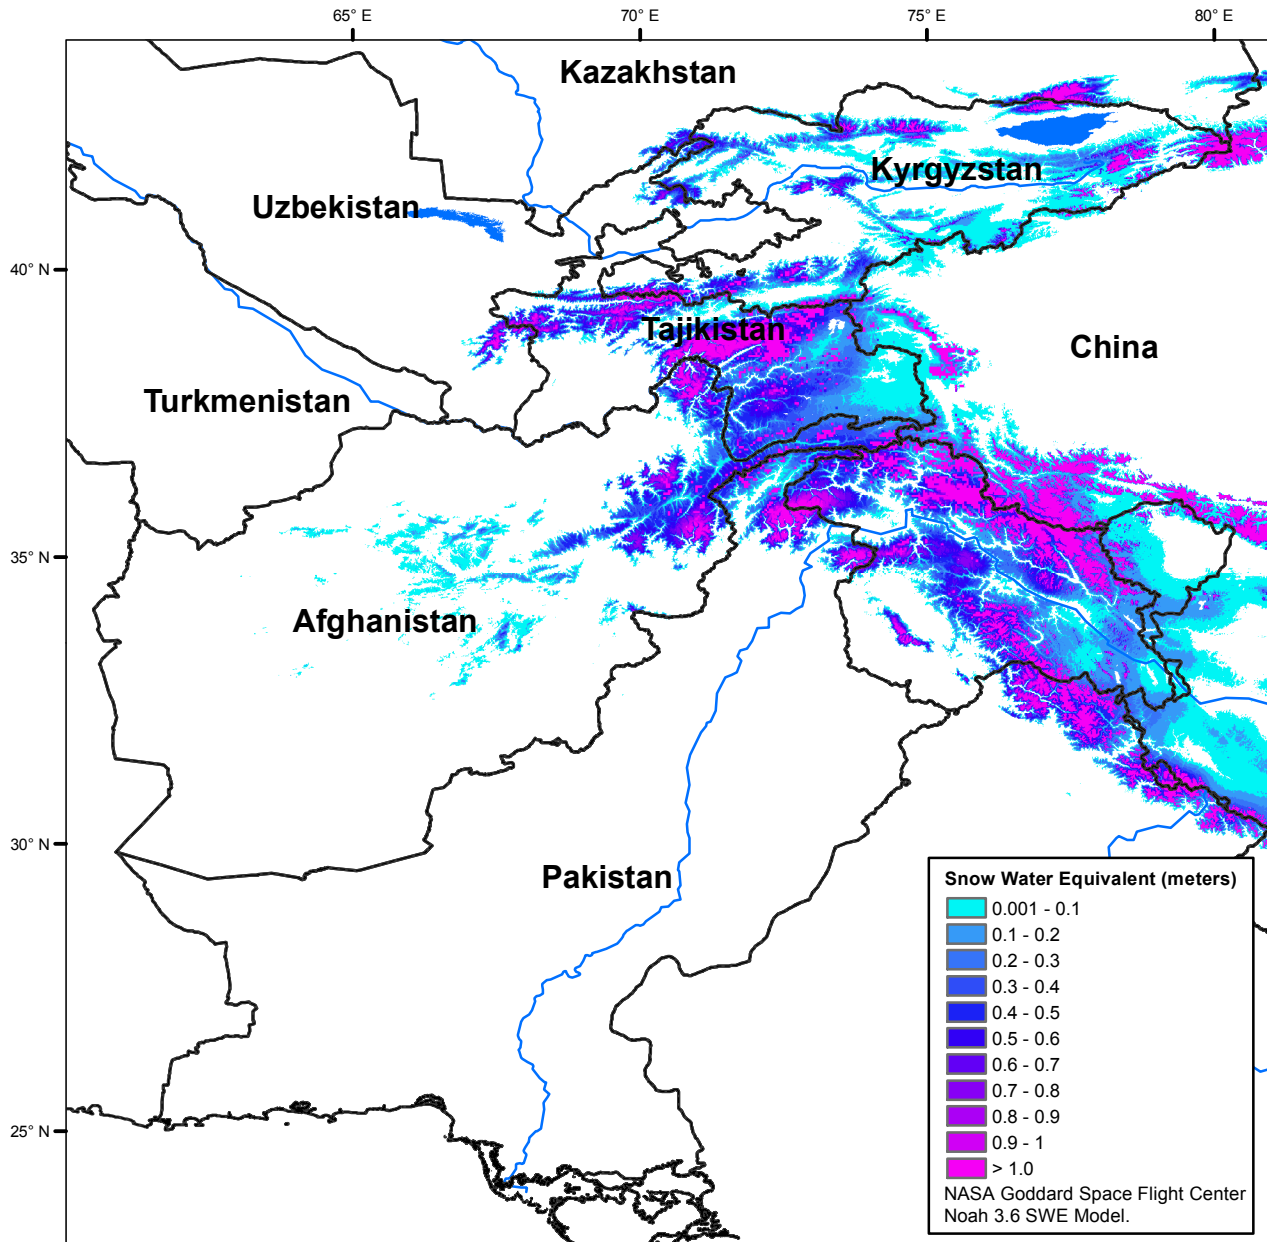 65° E
70° E
75° E
80° E
Kazakhstan
Kyrgyzstan
Uzbekistan
40° N
Tajikistan
China
Turkmenistan
35° N
Afghanistan
30° N
Pakistan
25° N
Snow Water Equivalent (meters)
0.001 - 0.1
0.1 - 0.2
0.2 - 0.3
0.3 - 0.4
0.4 - 0.5
0.5 - 0.6
0.6 - 0.7
0.7 - 0.8
0.8 - 0.9
0.9 - 1
> 1.0
NASA Goddard Space Flight Center
Noah 3.6 SWE Model.